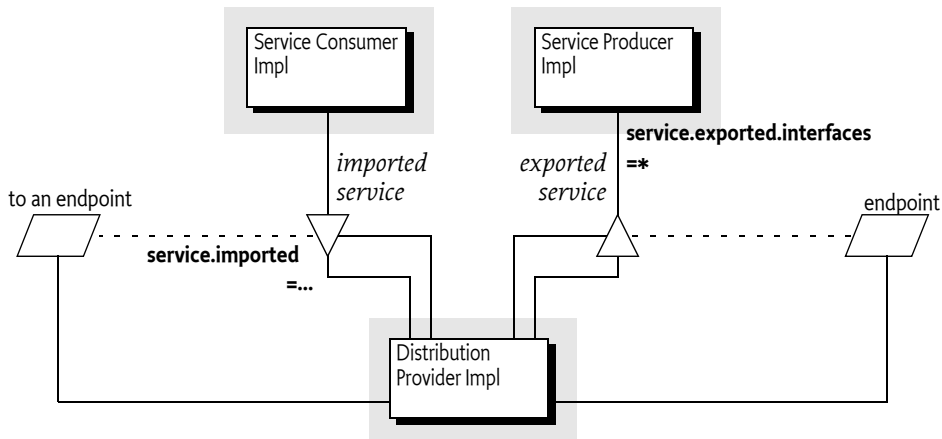 Service Consumer
Impl
Service Producer
Impl
service.exported.interfaces
=*
imported
service
exported
service
to an endpoint
endpoint
service.imported
=...
Distribution
Provider Impl